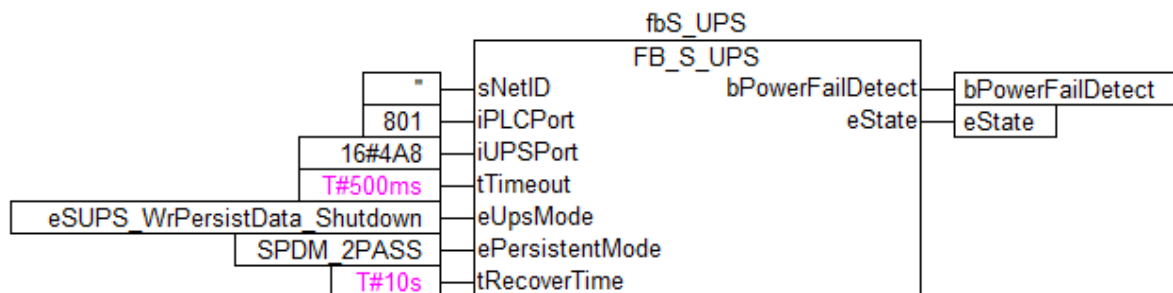 fbS_UPS
FB_S_UPS
'' sNetID bPowerFailDetect bPowerFailDetect
801 iPLCPort eState eState
16#4A8 iUPSPort
T#500ms tTimeout
eSUPS_WrPersistData_Shutdown eUpsMode
SPDM_2PASS ePersistentMode
T#10s tRecoverTime